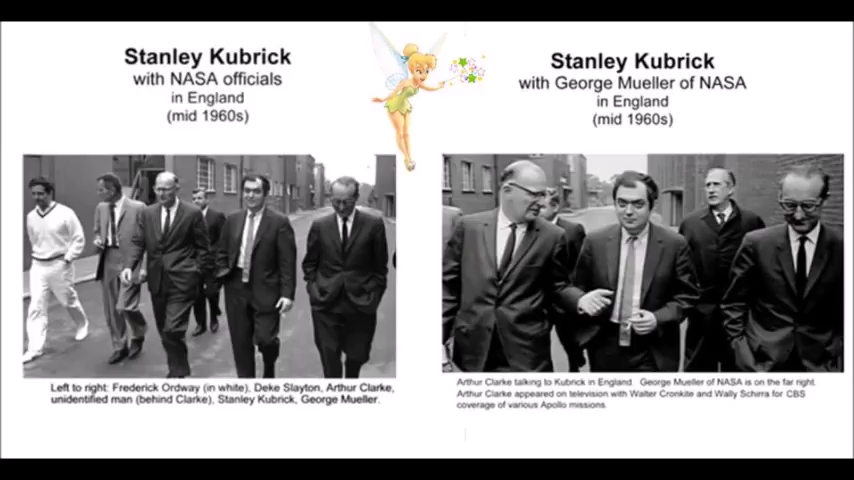 Stanley Kubrick
with NASA officials
in England
(mid 1960s)
Left to right: Frederick Ordway (in white), Deke Slayton, Arthur Clarke,
unidentified man (behind Clarke), Stanley Kubrick, George Mueller.
Stanley Kubrick
with George Mueller of NASA
in England
(mid 1960s)
Arthur Clarke talking to Kubrick in England. George Mueller of NASA is on the far right.
Arthur Clarke appeared on television with Walter Cronkite and Wally Schirra for CBS
coverage of various Apollo missions.